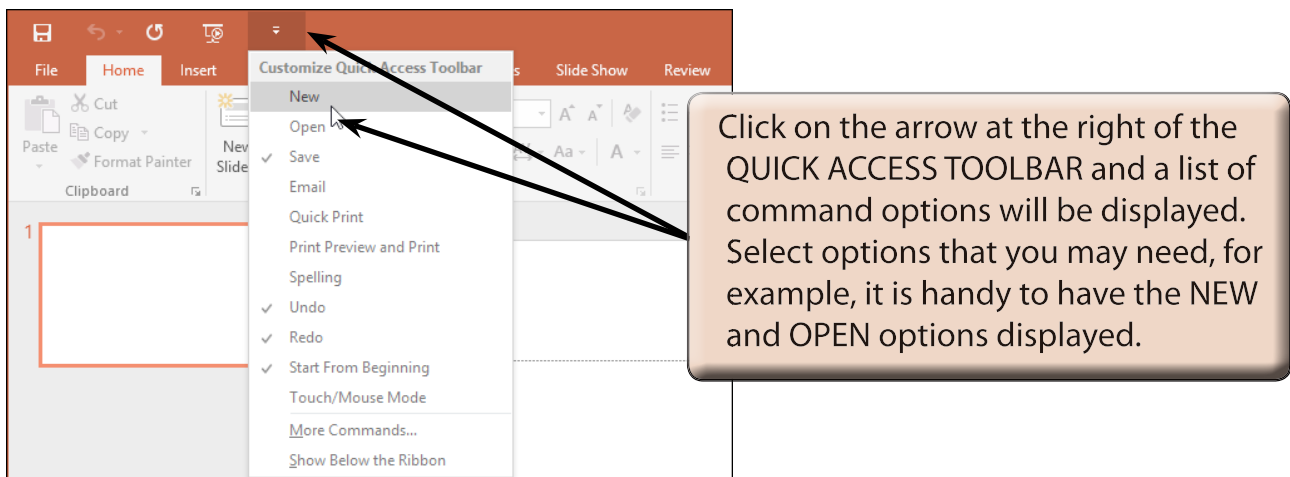 File Home Insert s Slide Show Review
Customize Quick Access Toolbar
New
Open
Save
Email
Quick Print
Print Preview and Print
Spelling
Undo
Redo
Start From Beginning
Touch/Mouse Mode
More Commands...
Show Below the Ribbon
Paste
Cut
Copy
Format Painter
Clipboard
New
Slide
Aa
A
1
Click on the arrow at the right of the
QUICK ACCESS TOOLBAR and a list of
command options will be displayed.
Select options that you may need, for
example, it is handy to have the NEW
and OPEN options displayed.